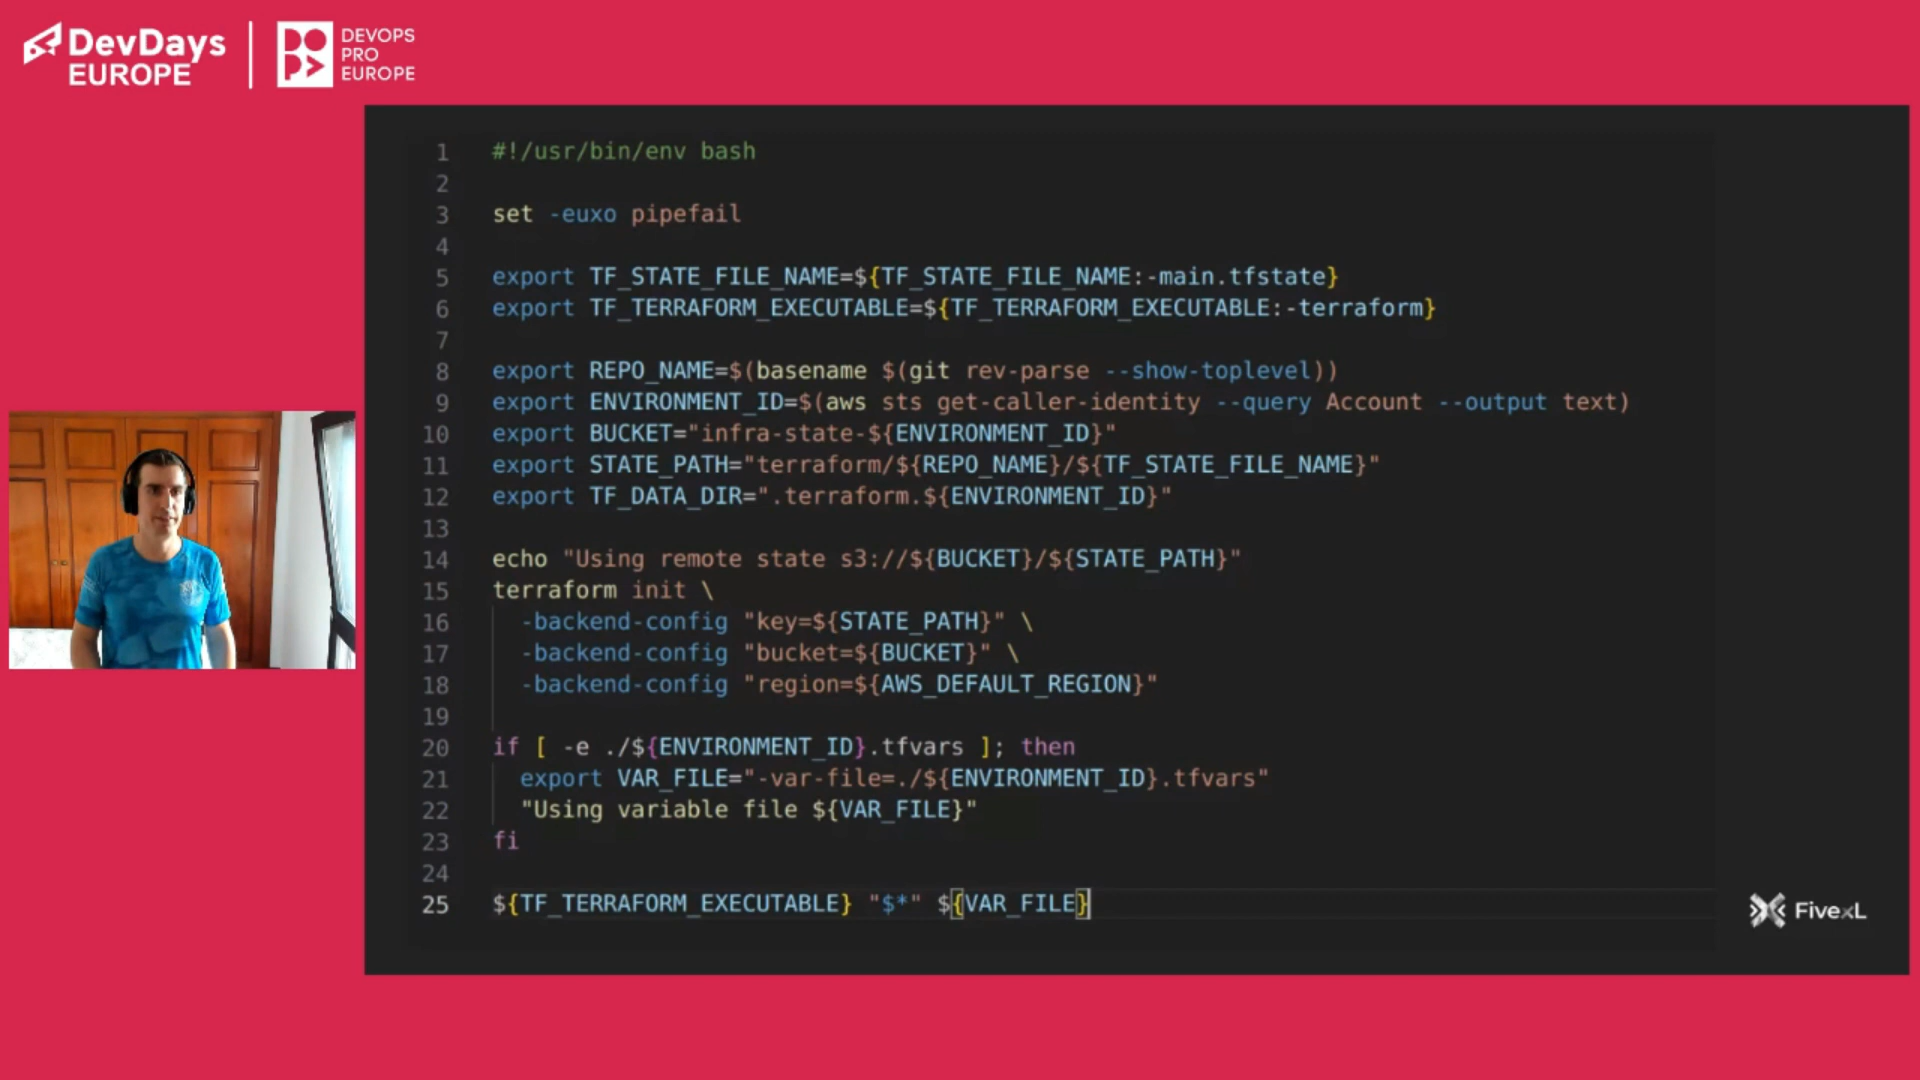 DevDays
EUROPE
DEVOPS
PRO
EUROPE
1 #!/usr/bin/env bash
2
3 set -euxo pipefail
4
5 export TF_STATE_FILE_NAME=${TF_STATE_FILE_NAME:-main.tfstate}
6 export TF_TERRAFORM_EXECUTABLE=${TF_TERRAFORM_EXECUTABLE:-terraform}
7
8 export REPO_NAME=$(basename $(git rev-parse --show-toplevel))
9 export ENVIRONMENT_ID=$(aws sts get-caller-identity --query Account --output text)
10 export BUCKET="infra-state-${ENVIRONMENT_ID}"
11 export STATE_PATH="terraform/${REPO_NAME}/${TF_STATE_FILE_NAME}"
12 export TF_DATA_DIR=".terraform.${ENVIRONMENT_ID}"
13
14 echo "Using remote state s3://${BUCKET}/${STATE_PATH}"
15 terraform init \
16 -backend-config "key=${STATE_PATH}" \
17 -backend-config "bucket=${BUCKET}" \
18 -backend-config "region=${AWS_DEFAULT_REGION}"
19
20 if [ -e ./${ENVIRONMENT_ID}.tfvars ]; then
21 export VAR_FILE="-var-file=./${ENVIRONMENT_ID}.tfvars"
22 "Using variable file ${VAR_FILE}"
23 fi
24
25 ${TF_TERRAFORM_EXECUTABLE} "$*" ${VAR_FILE}
FivexL